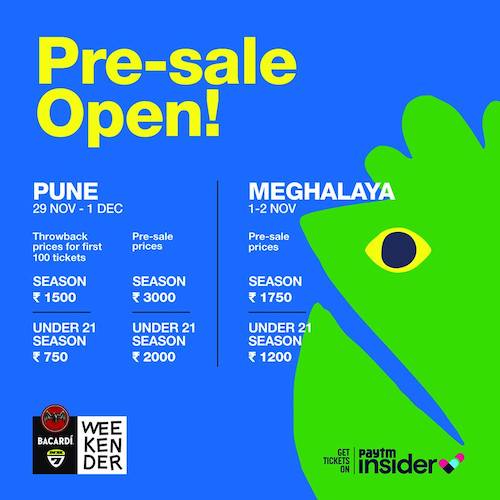 Pre-sale
Open!
PUNE
29 NOV - 1 DEC
Throwback
prices for first
100 tickets
SEASON
₹ 1500
UNDER 21
SEASON
₹ 750
Pre-sale
prices
SEASON
₹ 3000
UNDER 21
SEASON
₹ 2000
MEGHALAYA
1-2 NOV
Pre-sale
prices
SEASON
₹ 1750
UNDER 21
SEASON
₹ 1200
BACARDÍ
WEE
KEN
DER
GET
TICKETS
ON
paytm
insider